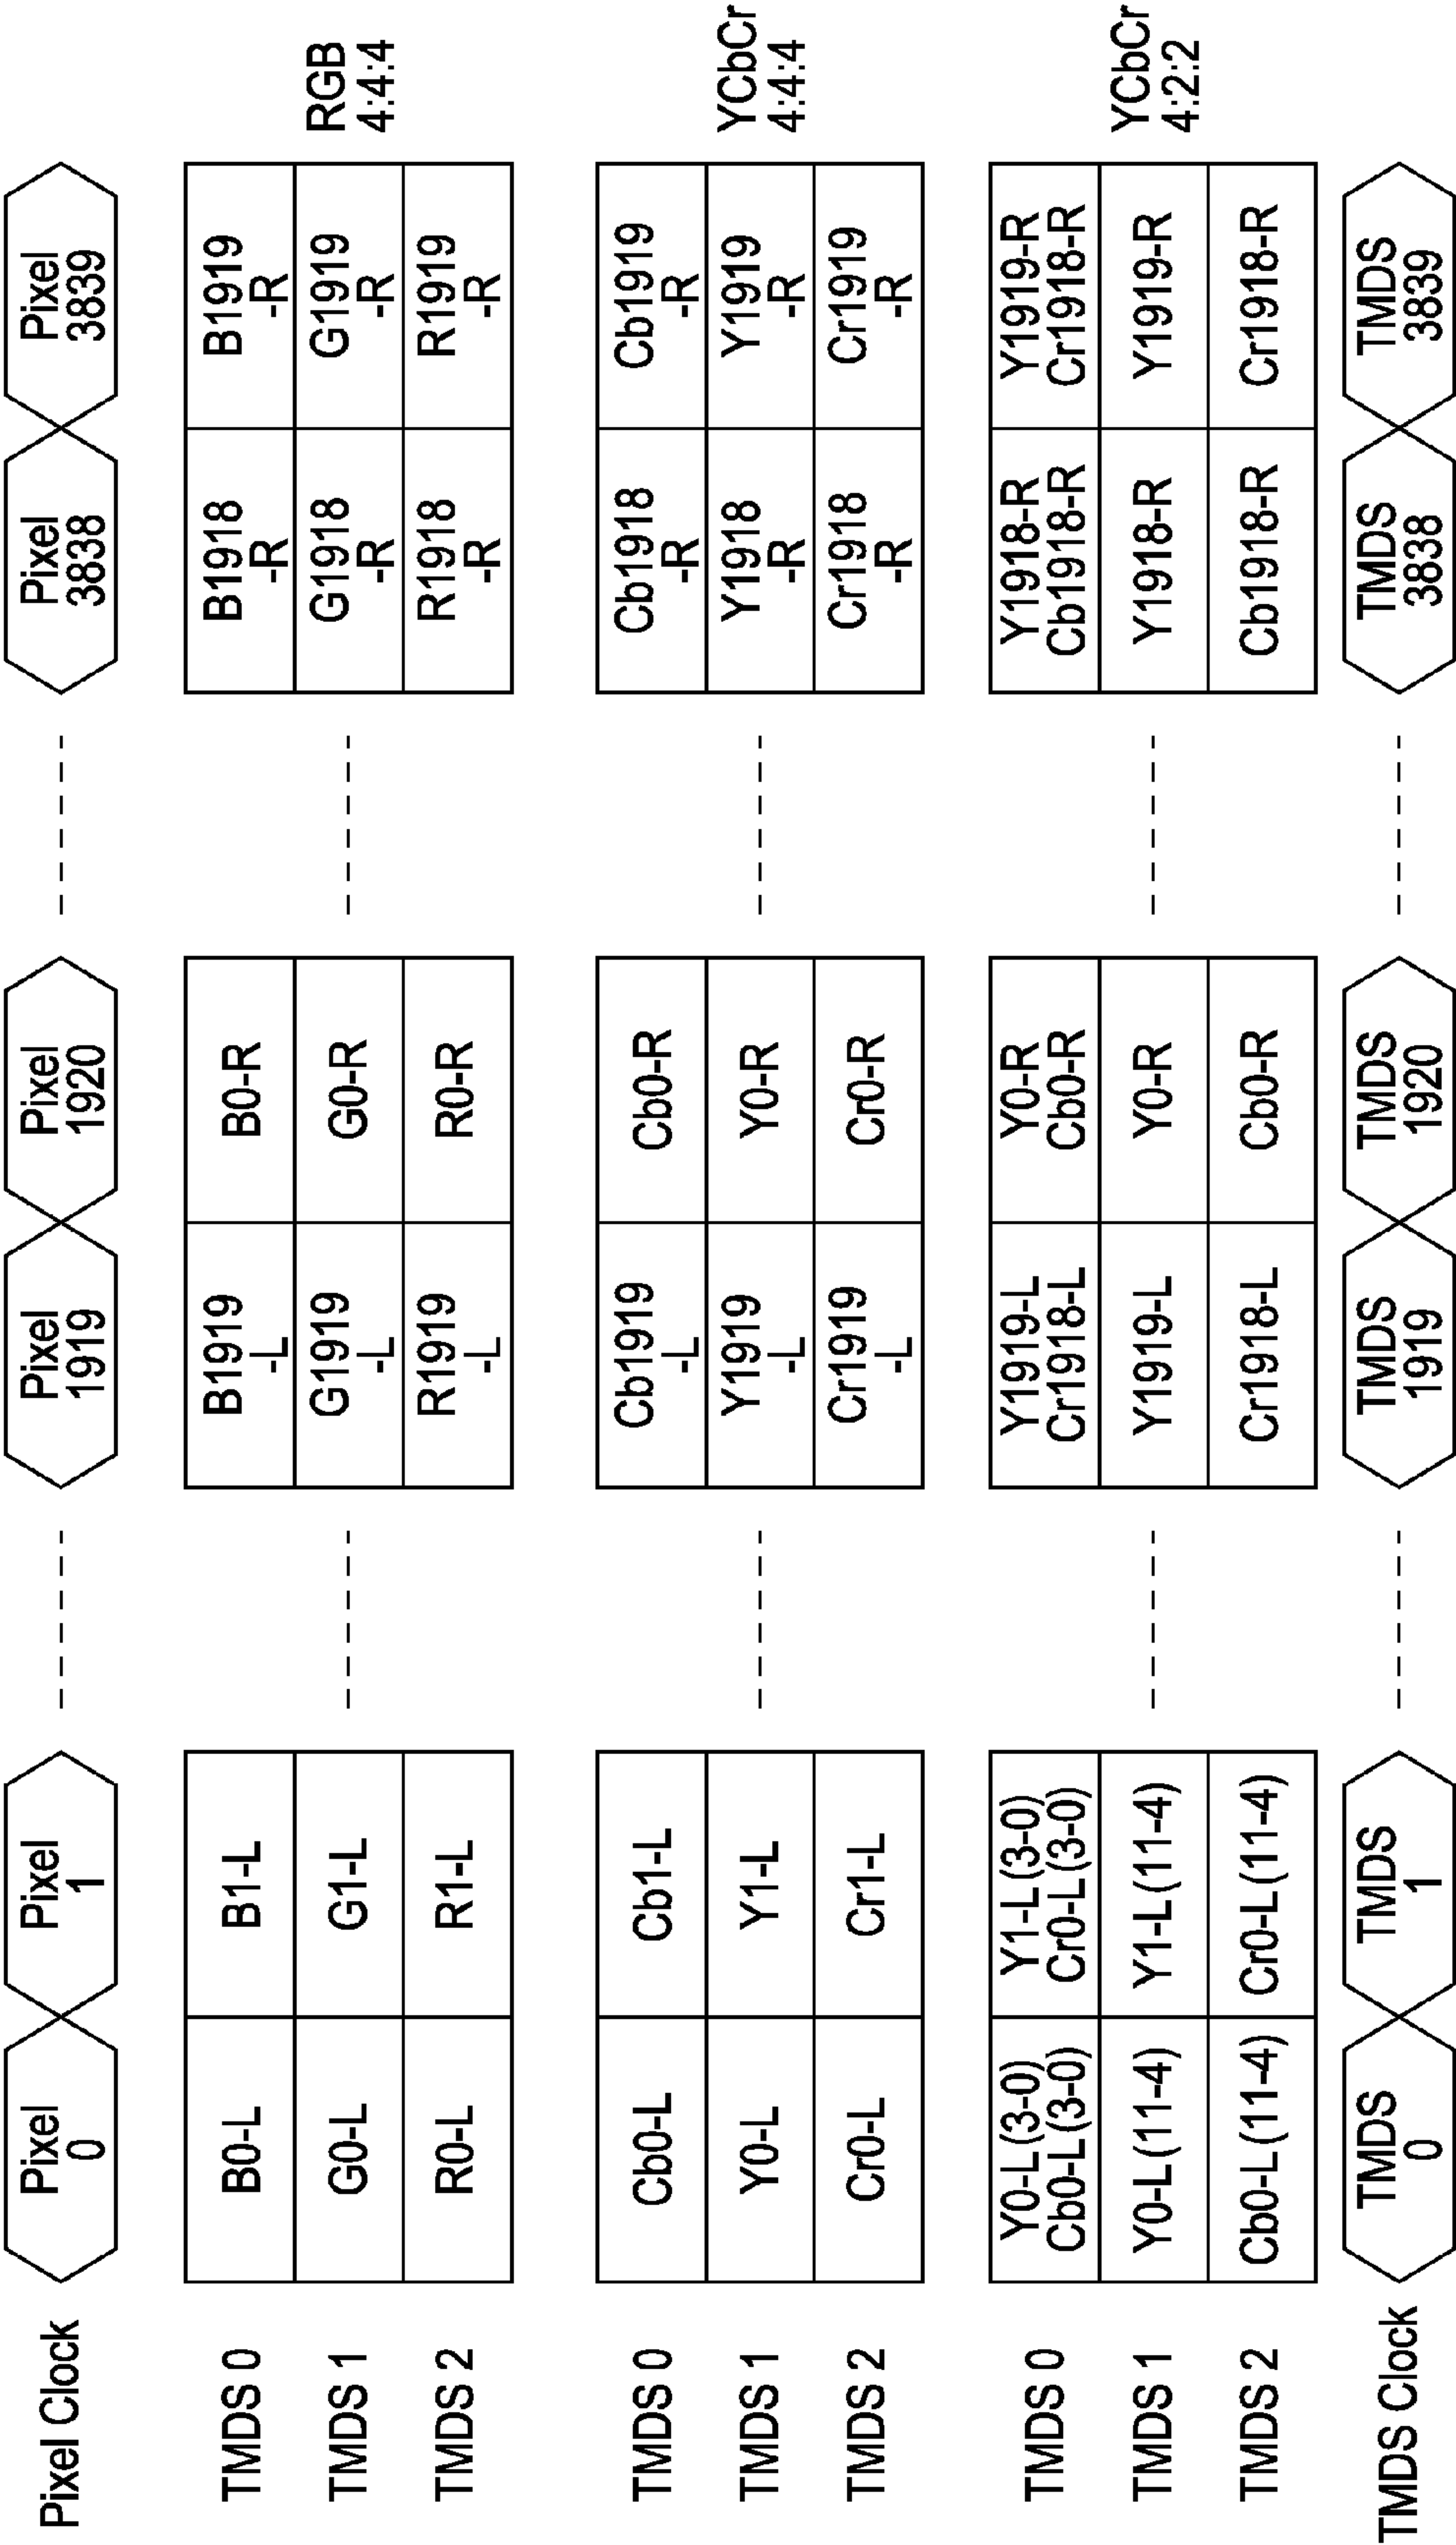 Pixel Clock
Pixel
0
Pixel
1
Pixel
1919
Pixel
1920
Pixel
3838
Pixel
3839
TMDS 0
B0-L
B1-L
B1919
-L
B0-R
B1918
-R
B1919
-R
TMDS 1
G0-L
G1-L
G1919
-L
G0-R
G1918
-R
G1919
-R
TMDS 2
R0-L
R1-L
R1919
-L
R0-R
R1918
-R
R1919
-R
RGB
4:4:4
TMDS 0
Cb0-L
Cb1-L
Cb1919
-L
Cb0-R
Cb1918
-R
Cb1919
-R
TMDS 1
Y0-L
Y1-L
Y1919
-L
Y0-R
Y1918
-R
Y1919
-R
TMDS 2
Cr0-L
Cr1-L
Cr1919
-L
Cr0-R
Cr1918
-R
Cr1919
-R
YCbCr
4:4:4
TMDS 0
Y0-L(3-0)
Cb0-L(3-0)
Y1-L(3-0)
Cr0-L(3-0)
Y1919-L
Cr1918-L
Y0-R
Cb0-R
Y1918-R
Cb1918-R
Y1919-R
Cr1918-R
TMDS 1
Y0-L(11-4)
Y1-L(11-4)
Y1919-L
Y0-R
Y1918-R
Y1919-R
TMDS 2
Cb0-L(11-4)
Cr0-L(11-4)
Cr1918-L
Cb0-R
Cb1918-R
Cr1918-R
YCbCr
4:2:2
TMDS Clock
TMDS
0
TMDS
1
TMDS
1919
TMDS
1920
TMDS
3838
TMDS
3839